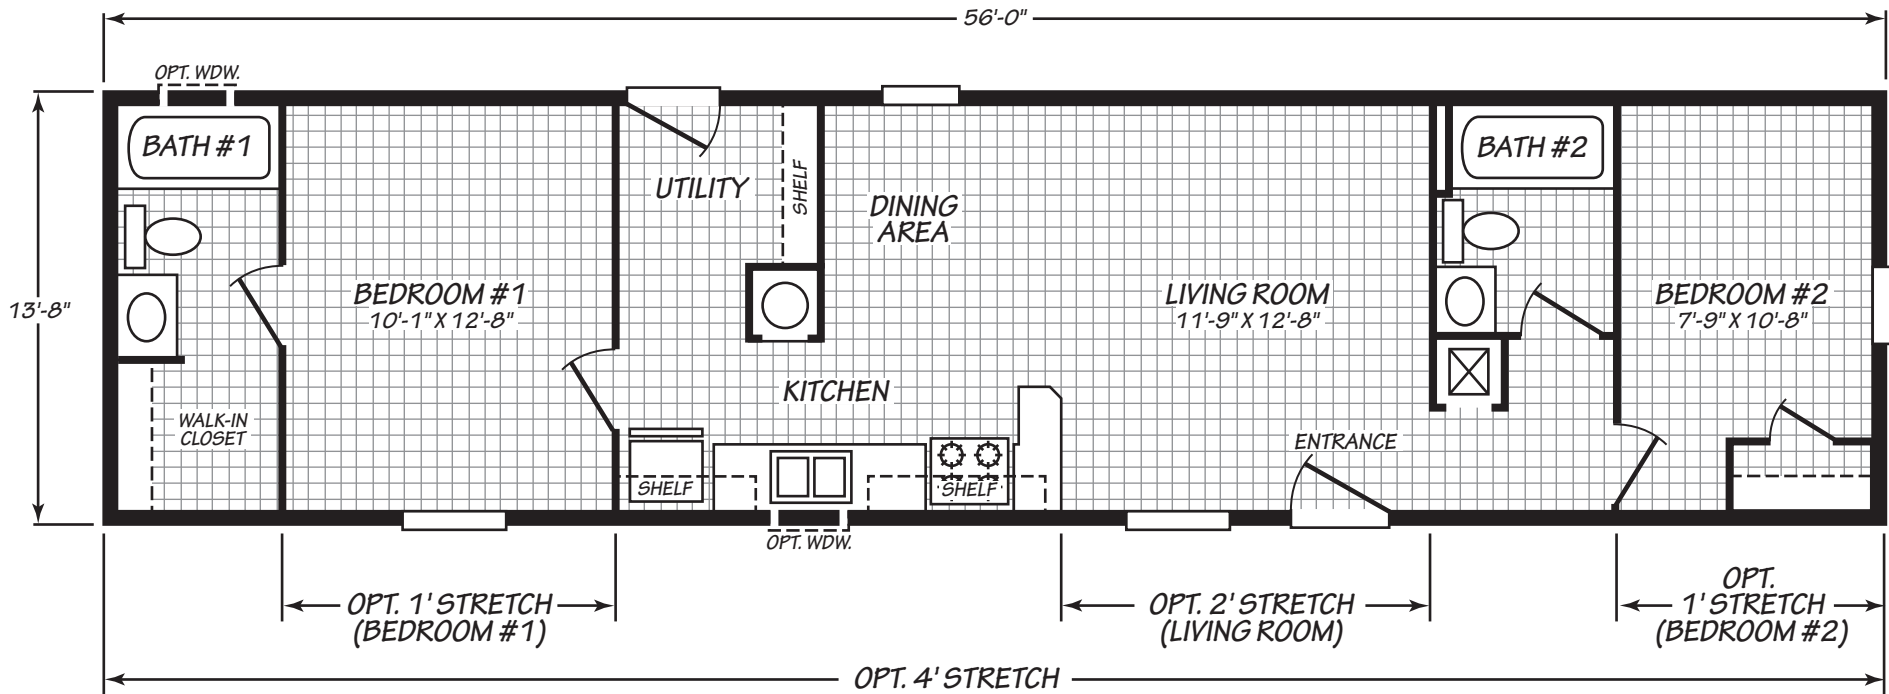 56'-0"
OPT. WDW.
BATH #1
BATH #2
UTILITY
SHELF
DINING
AREA
13'-8"
BEDROOM #1
10'-1" X 12'-8"
LIVING ROOM
11'-9" X 12'-8"
BEDROOM #2
7'-9" X 10'-8"
KITCHEN
WALK-IN
CLOSET
ENTRANCE
SHELF
SHELF
OPT. WDW.
OPT. 1' STRETCH
(BEDROOM #1)
OPT. 2' STRETCH
(LIVING ROOM)
OPT.
1' STRETCH
(BEDROOM #2)
OPT. 4' STRETCH